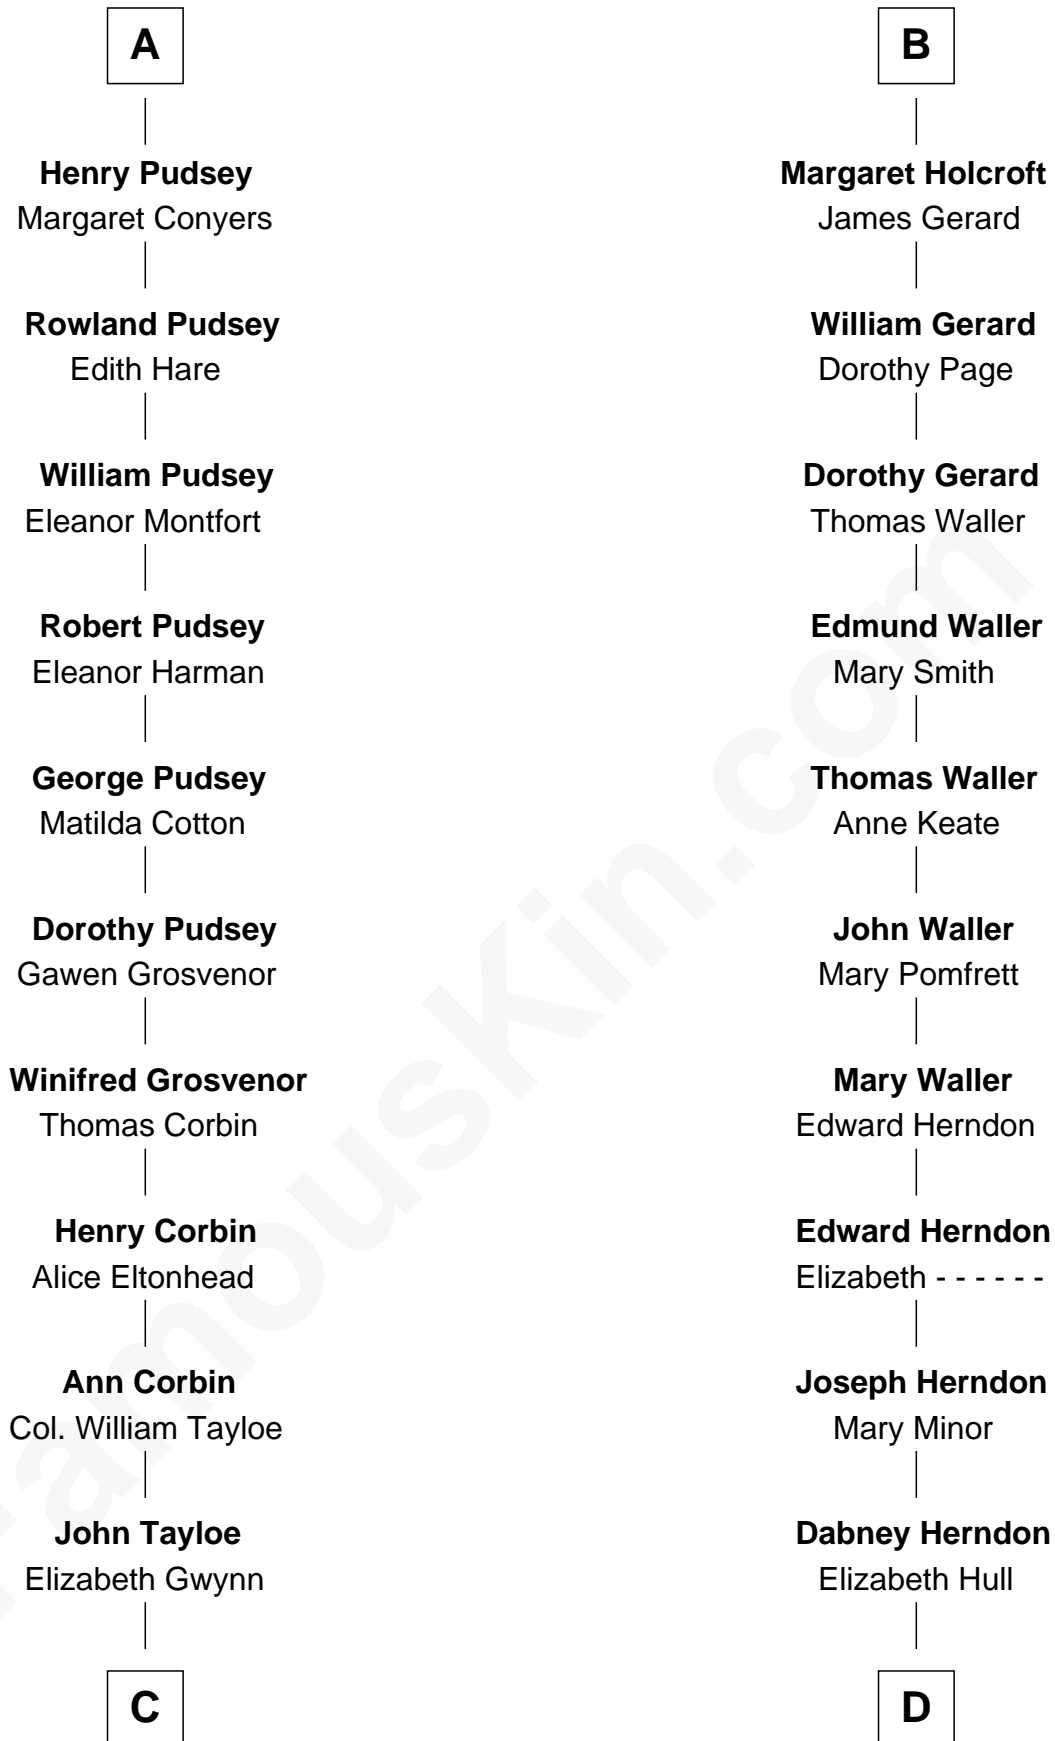 A
Henry Pudsey
Margaret Conyers
Rowland Pudsey
Edith Hare
William Pudsey
Eleanor Montfort
Robert Pudsey
Eleanor Harman
George Pudsey
Matilda Cotton
Dorothy Pudsey
Gawen Grosvenor
Winifred Grosvenor
Thomas Corbin
Henry Corbin
Alice Eltonhead
Ann Corbin
Col. William Tayloe
John Tayloe
Elizabeth Gwynn
C
B
Margaret Holcroft
James Gerard
William Gerard
Dorothy Page
Dorothy Gerard
Thomas Waller
Edmund Waller
Mary Smith
Thomas Waller
Anne Keate
John Waller
Mary Pomfrett
Mary Waller
Edward Herndon
Edward Herndon
Elizabeth - - - - - -
Joseph Herndon
Mary Minor
Dabney Herndon
Elizabeth Hull
D
FamousKin.com